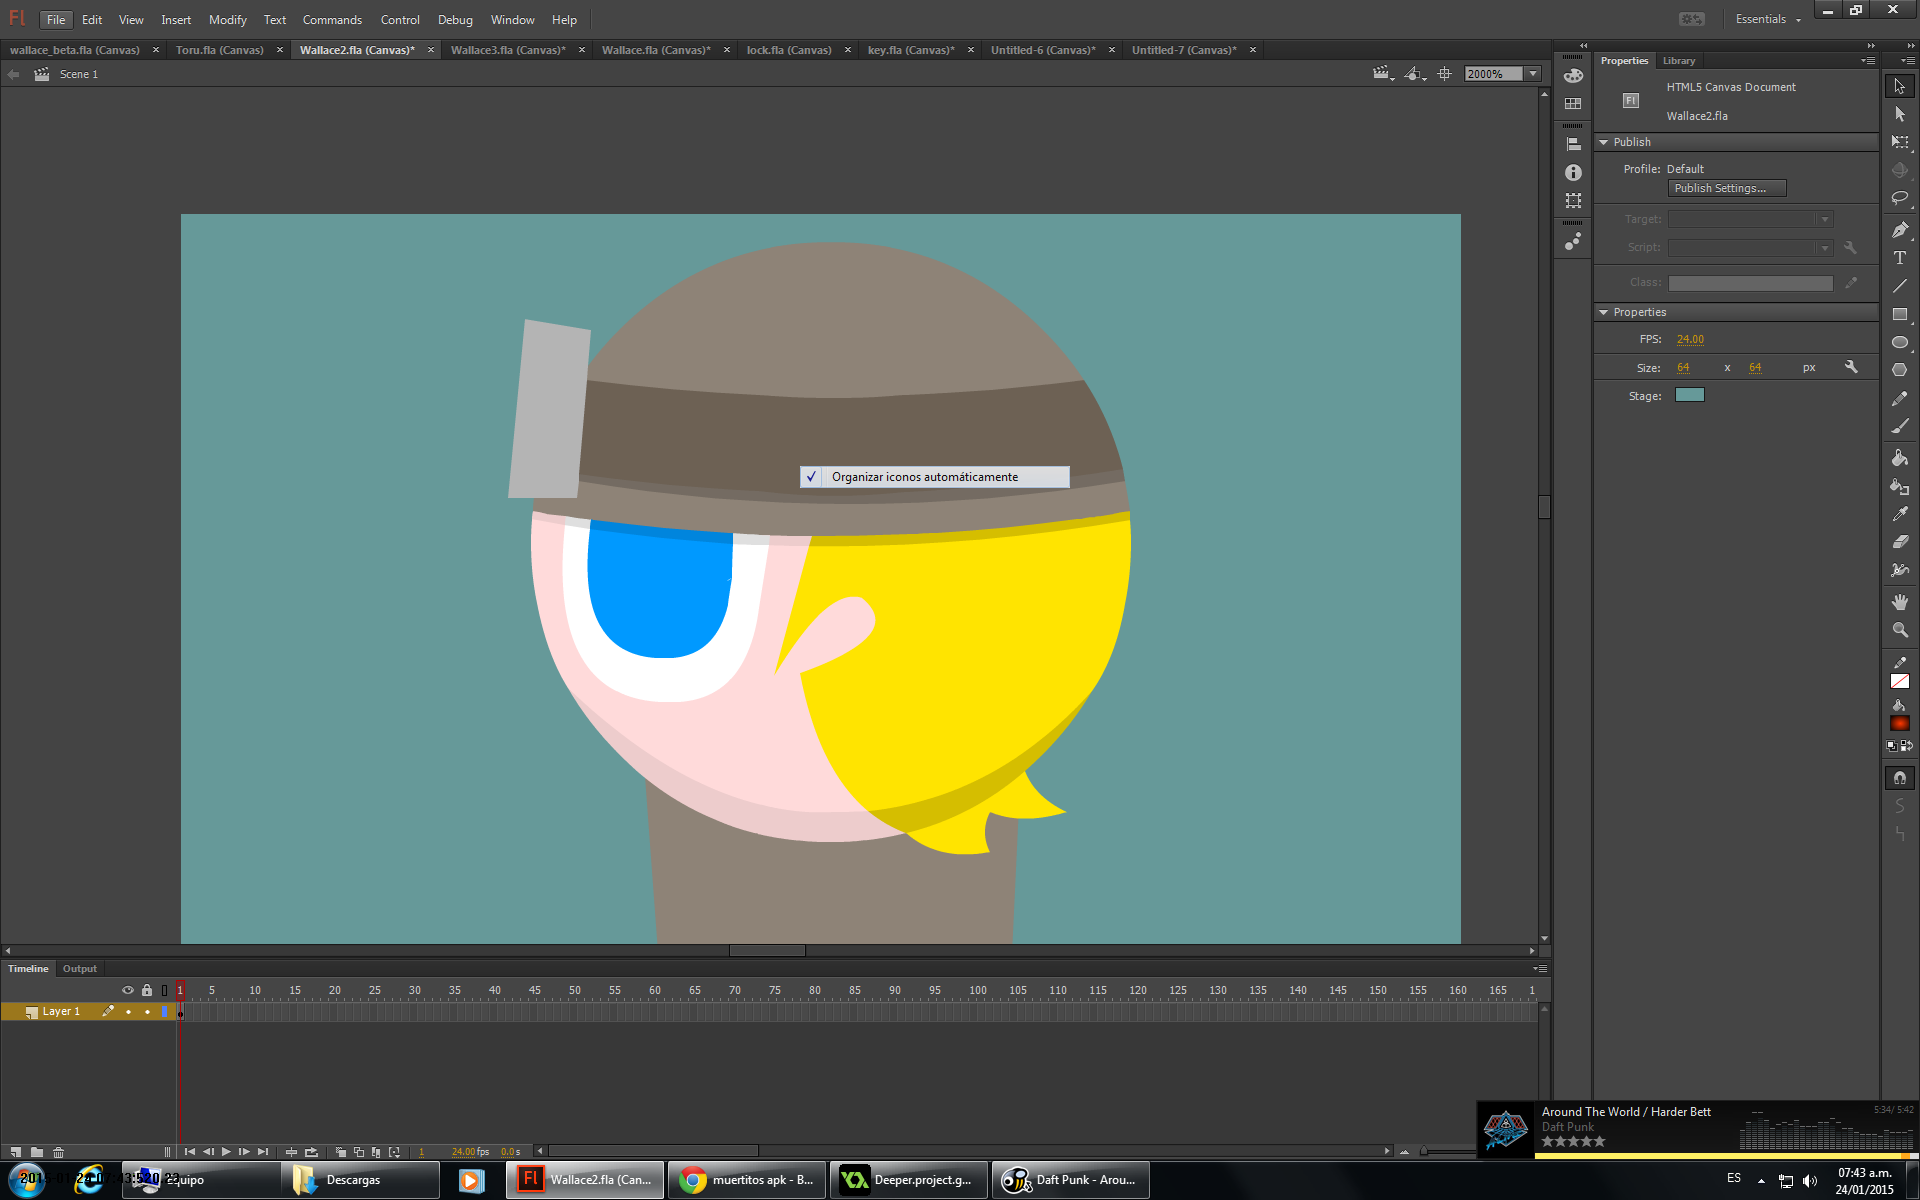 Fl File Edit View Insert Modify Text Commands Control Debug Window Help Essentials
wallace_beta.fla (Canvas) × Toru.fla (Canvas) × Wallace2.fla (Canvas)* × Wallace3.fla (Canvas)* × Wallace.fla (Canvas)* × lock.fla (Canvas) × key.fla (Canvas)* × Untitled-6 (Canvas)* × Untitled-7 (Canvas)* ×
Scene 1 2000%
Properties Library
HTML5 Canvas Document
Fl
Wallace2.fla
Publish
Profile: Default
Publish Settings...
Target:
Script:
Class:
Properties
FPS: 24.00
Size: 64 x 64 px
Stage:
✓ Organizar iconos automáticamente
Timeline Output
1 5 10 15 20 25 30 35 40 45 50 55 60 65 70 75 80 85 90 95 100 105 110 115 120 125 130 135 140 145 150 155 160 165 1
Layer 1
1 24.00 fps 0.0 s
Around The World / Harder Bett 5:34/ 5:42
Daft Punk
Equipo Descargas Fl Wallace2.fla (Can... muertitos apk - B... Deeper.project.g... Daft Punk - Arou... ES
07:43 a.m.
24/01/2015